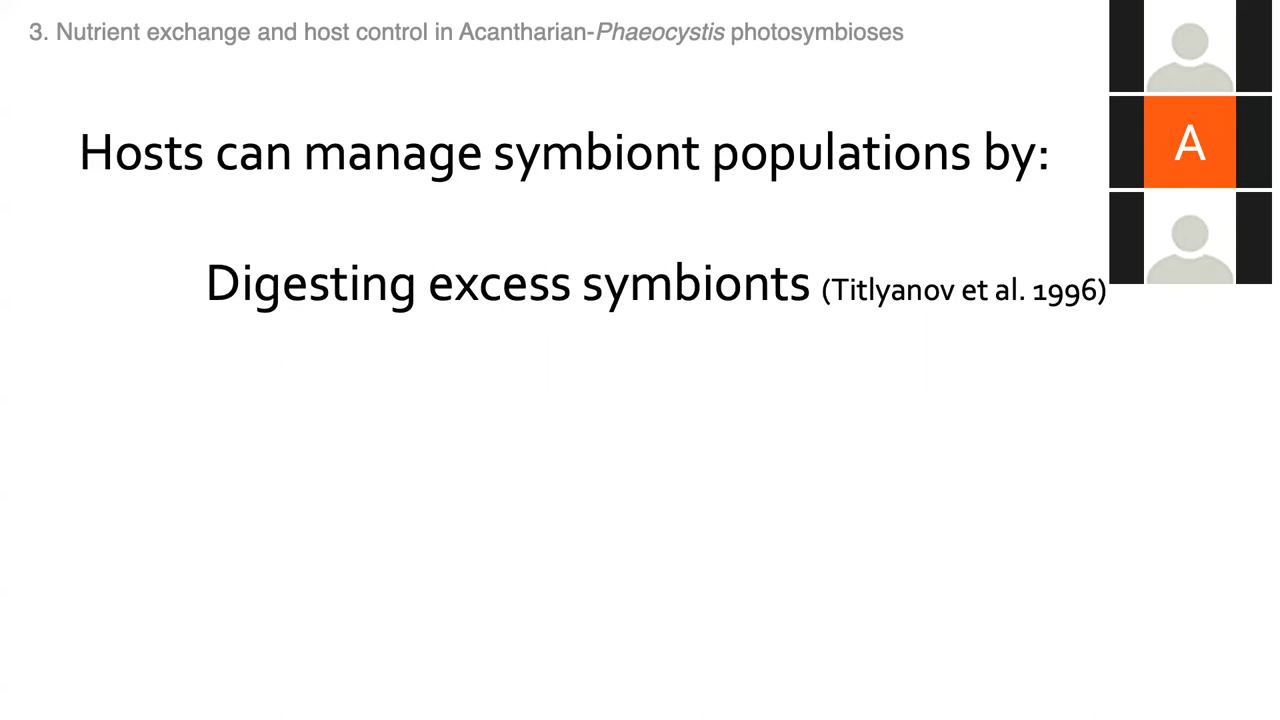 3. Nutrient exchange and host control in Acantharian-Phaeocystis photosymbioses
A
Hosts can manage symbiont populations by:
Digesting excess symbionts (Titlyanov et al. 1996)